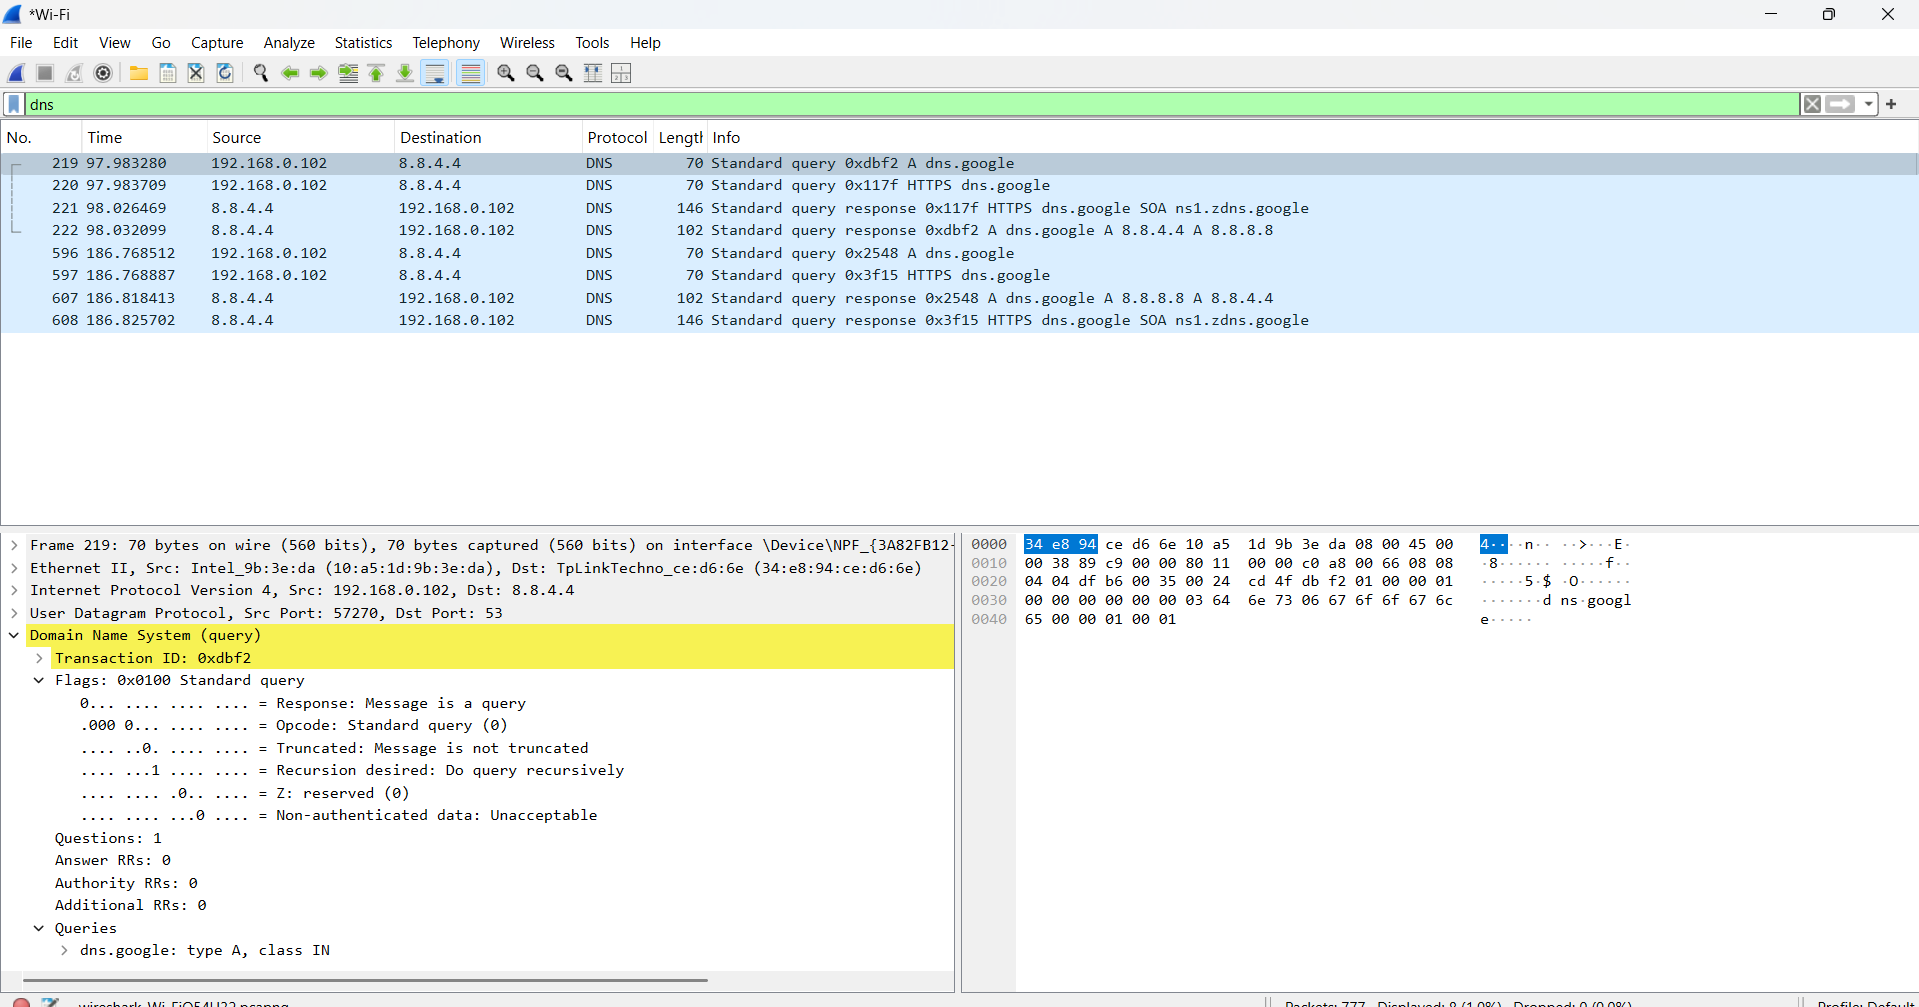 *Wi-Fi
File Edit View Go Capture Analyze Statistics Telephony Wireless Tools Help
dns
No. Time Source Destination Protocol Lengtl Info
219 97.983280 192.168.0.102 8.8.4.4 DNS 70 Standard query 0xdbf2 A dns.google
220 97.983709 192.168.0.102 8.8.4.4 DNS 70 Standard query 0x117f HTTPS dns.google
221 98.026469 8.8.4.4 192.168.0.102 DNS 146 Standard query response 0x117f HTTPS dns.google SOA ns1.zdns.google
222 98.032099 8.8.4.4 192.168.0.102 DNS 102 Standard query response 0xdbf2 A dns.google A 8.8.4.4 A 8.8.8.8
596 186.768512 192.168.0.102 8.8.4.4 DNS 70 Standard query 0x2548 A dns.google
597 186.768887 192.168.0.102 8.8.4.4 DNS 70 Standard query 0x3f15 HTTPS dns.google
607 186.818413 8.8.4.4 192.168.0.102 DNS 102 Standard query response 0x2548 A dns.google A 8.8.8.8 A 8.8.4.4
608 186.825702 8.8.4.4 192.168.0.102 DNS 146 Standard query response 0x3f15 HTTPS dns.google SOA ns1.zdns.google
Frame 219: 70 bytes on wire (560 bits), 70 bytes captured (560 bits) on interface \Device\NPF_{3A82FB12-
Ethernet II, Src: Intel_9b:3e:da (10:a5:1d:9b:3e:da), Dst: TpLinkTechno_ce:d6:6e (34:e8:94:ce:d6:6e)
Internet Protocol Version 4, Src: 192.168.0.102, Dst: 8.8.4.4
User Datagram Protocol, Src Port: 57270, Dst Port: 53
Domain Name System (query)
Transaction ID: 0xdbf2
Flags: 0x0100 Standard query
0... .... .... .... = Response: Message is a query
.000 0... .... .... = Opcode: Standard query (0)
.... ..0. .... .... = Truncated: Message is not truncated
.... ...1 .... .... = Recursion desired: Do query recursively
.... .... .0.. .... = Z: reserved (0)
.... .... ...0 .... = Non-authenticated data: Unacceptable
Questions: 1
Answer RRs: 0
Authority RRs: 0
Additional RRs: 0
Queries
dns.google: type A, class IN
0000 34 e8 94 ce d6 6e 10 a5 1d 9b 3e da 08 00 45 00 4····n·· ··>···E·
0010 00 38 89 c9 00 00 80 11 00 00 c0 a8 00 66 08 08 ·8······ ·····f··
0020 04 04 df b6 00 35 00 24 cd 4f db f2 01 00 00 01 ·····5·$ ·O······
0030 00 00 00 00 00 00 03 64 6e 73 06 67 6f 6f 67 6c ·······d ns·googl
0040 65 00 00 01 00 01 e·····
Packets: 777 Displayed: 8 (1.0%) Dropped: 0 (0.0%) Profile: Default